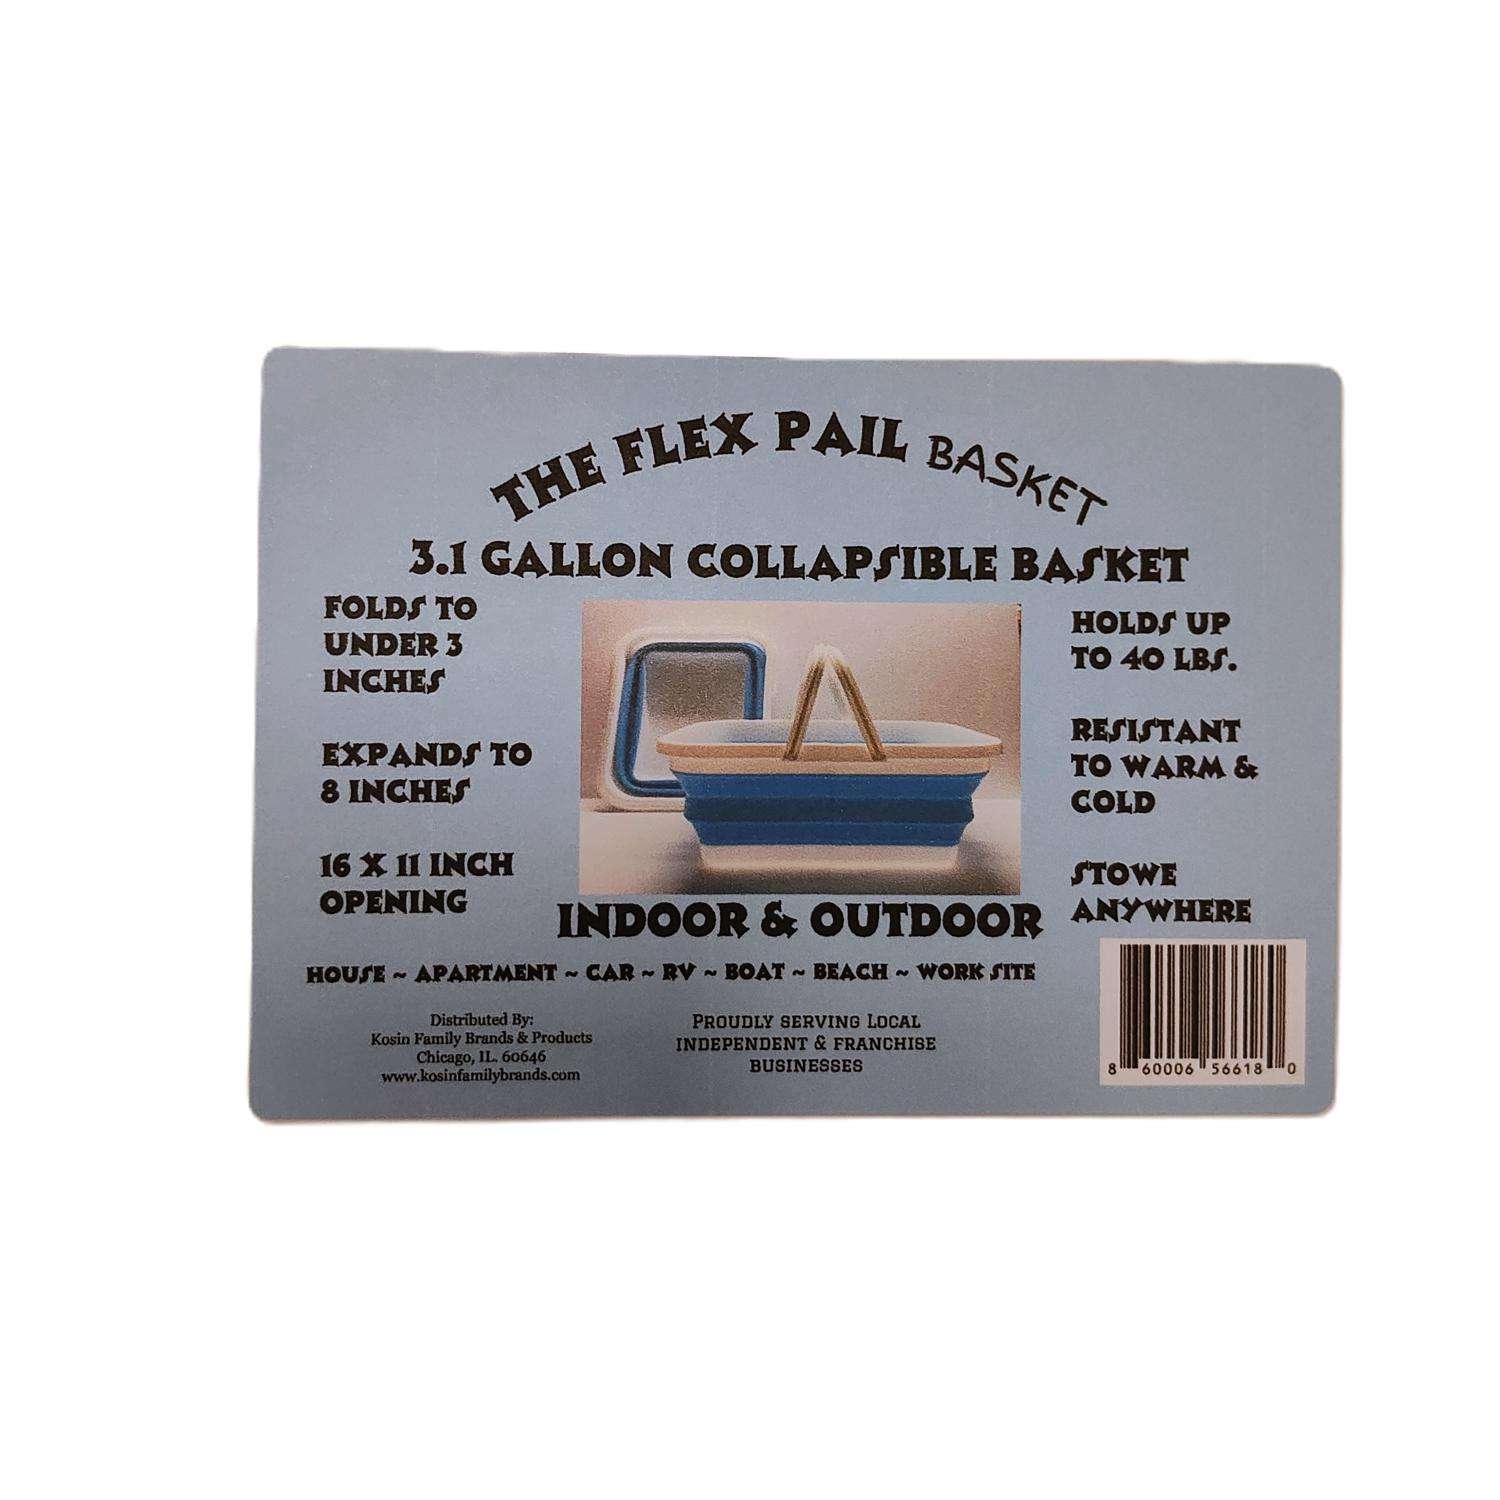 THE FLEX PAIL BASKET
3.1 GALLON COLLAPSIBLE BASKET
FOLDS TO
UNDER 3
INCHES
EXPANDS TO
8 INCHES
16 X 11 INCH
OPENING
HOLDS UP
TO 40 LBS.
RESISTANT
TO WARM &
COLD
STOWE
ANYWHERE
INDOOR & OUTDOOR
HOUSE ~ APARTMENT ~ CAR ~ RV ~ BOAT ~ BEACH ~ WORK SITE
Distributed By:
Kosin Family Brands & Products
Chicago, IL. 60646
www.kosinfamilybrands.com
PROUDLY SERVING LOCAL
INDEPENDENT & FRANCHISE
BUSINESSES
8 60006 56618 0